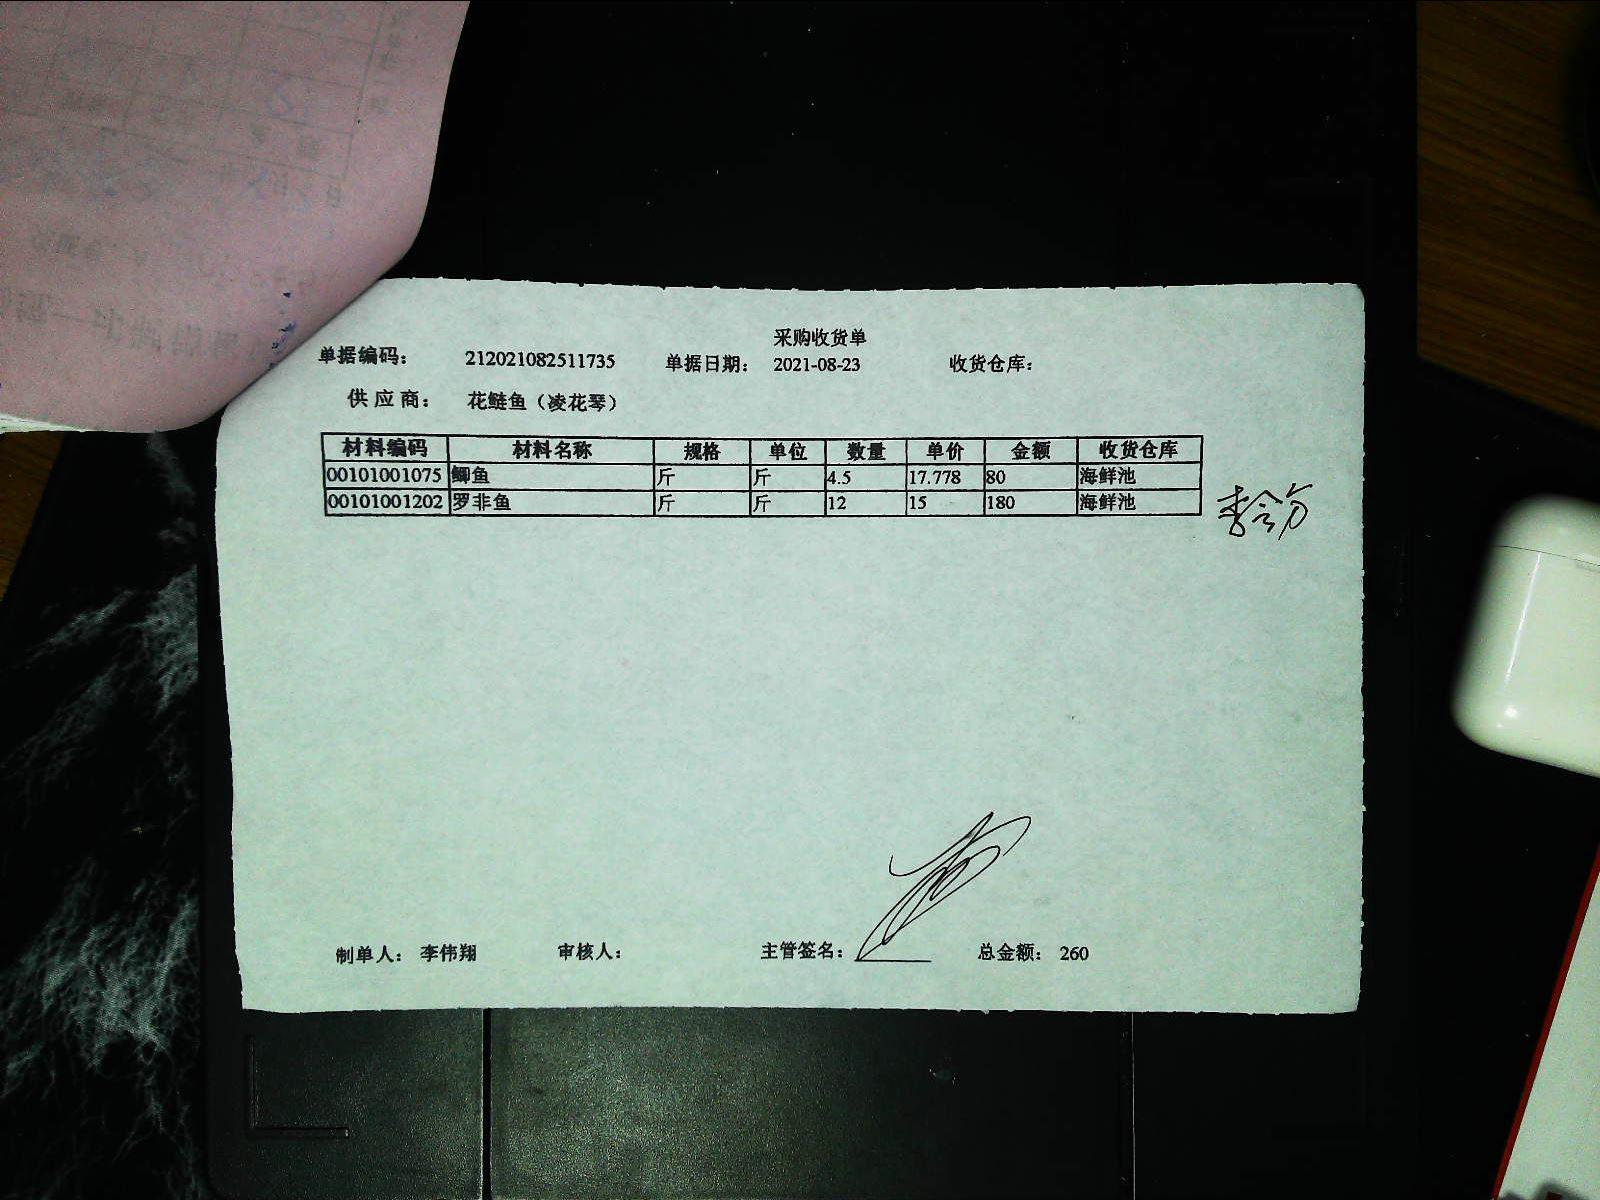 采购收货单
单据编码： 212021082511735 单据日期： 2021-08-23 收货仓库：
供应商： 花鲢鱼（凌花琴）
材料编码 材料名称 规格 单位 数量 单价 金额 收货仓库
00101001075 鲫鱼 斤 斤 4.5 17.778 80 海鲜池
00101001202 罗非鱼 斤 斤 12 15 180 海鲜池
制单人： 李伟翔 审核人： 主管签名： 总金额： 260